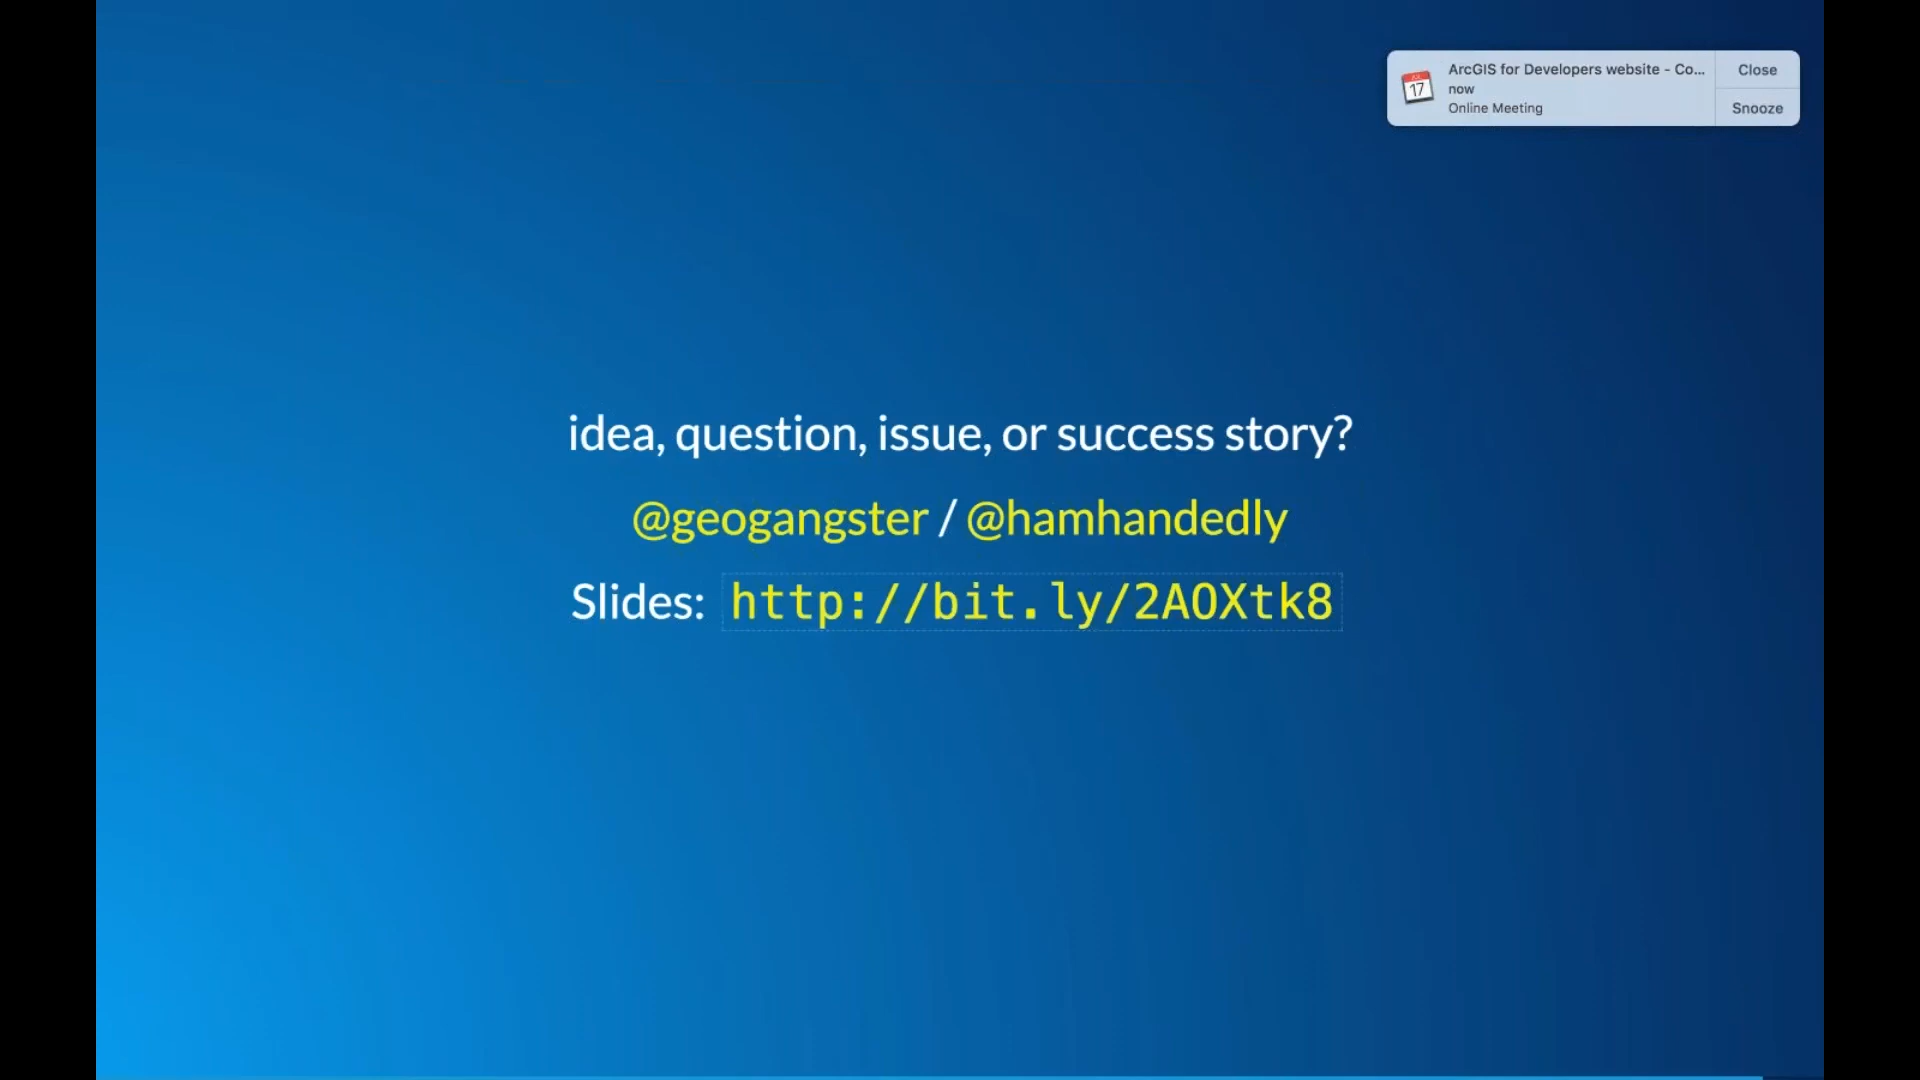 ArcGIS for Developers website - Co...
now
Online Meeting
Close
Snooze
17
idea, question, issue, or success story?
@geogangster / @hamhandedly
Slides: http://bit.ly/2AOXtk8